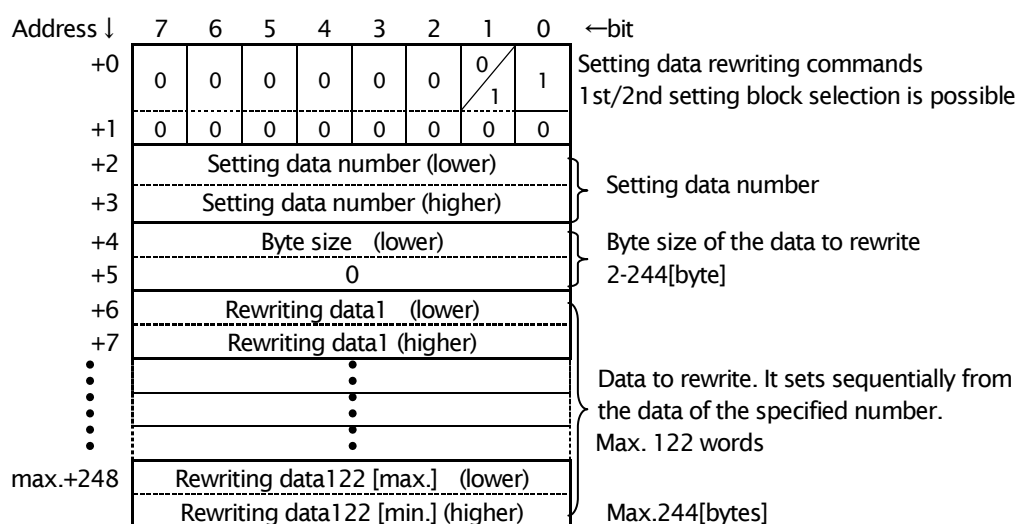 Address ↓ 7 6 5 4 3 2 1 0 ←bit
+0 0 0 0 0 0 0 0/1 1 Setting data rewriting commands
1st/2nd setting block selection is possible
+1 0 0 0 0 0 0 0 0
+2 Setting data number (lower)
Setting data number
+3 Setting data number (higher)
+4 Byte size (lower) Byte size of the data to rewrite
+5 0 2-244[byte]
+6 Rewriting data1 (lower)
+7 Rewriting data1 (higher)
Data to rewrite. It sets sequentially from
the data of the specified number.
Max. 122 words
max.+248 Rewriting data122 [max.] (lower)
Rewriting data122 [min.] (higher) Max.244[bytes]